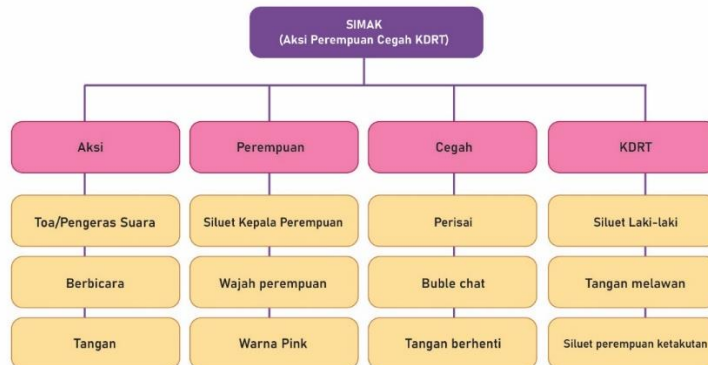 SIMAK
(Aksi Perempuan Cegah KDRT)
Aksi
Perempuan
Cegah
KDRT
Toa/Pengeras Suara
Siluet Kepala Perempuan
Perisai
Siluet Laki-laki
Berbicara
Wajah perempuan
Buble chat
Tangan melawan
Tangan
Warna Pink
Tangan berhenti
Siluet perempuan ketakutan